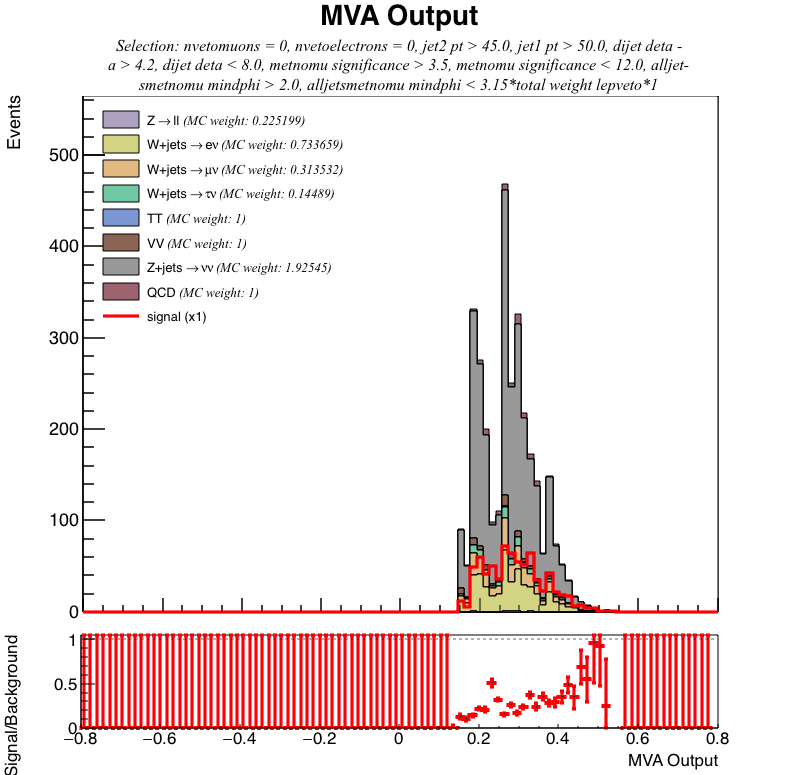 MVA Output
Selection: nvetomuons = 0, nvetoelectrons = 0, jet2 pt > 45.0, jet1 pt > 50.0, dijet deta -
a > 4.2, dijet deta < 8.0, metnomu significance > 3.5, metnomu significance < 12.0, alljet-
smetnomu mindphi > 2.0, alljetsmetnomu mindphi < 3.15*total weight lepveto*1
Events
500
400
300
200
100
0
Z→ll (MC weight: 0.225199)
W+jets→eν (MC weight: 0.733659)
W+jets→μν (MC weight: 0.313532)
W+jets→τν (MC weight: 0.14489)
TT (MC weight: 1)
VV (MC weight: 1)
Z+jets→νν (MC weight: 1.92545)
QCD (MC weight: 1)
signal (x1)
Signal/Background
1
0.5
0
−0.8 −0.6 −0.4 −0.2 0 0.2 0.4 0.6 0.8
MVA Output